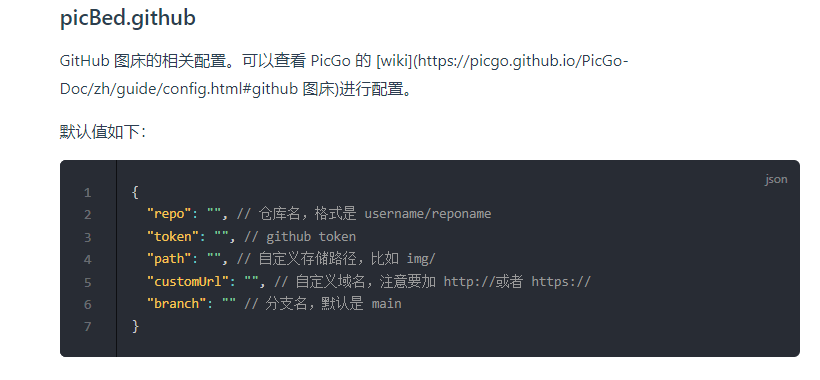 picBed.github
GitHub 图床的相关配置。可以查看 PicGo 的 [wiki](https://picgo.github.io/PicGo-
Doc/zh/guide/config.html#github 图床)进行配置。
默认值如下：
json
1 {
2 "repo": "", // 仓库名，格式是 username/reponame
3 "token": "", // github token
4 "path": "", // 自定义存储路径，比如 img/
5 "customUrl": "", // 自定义域名，注意要加 http://或者 https://
6 "branch": "" // 分支名，默认是 main
7 }